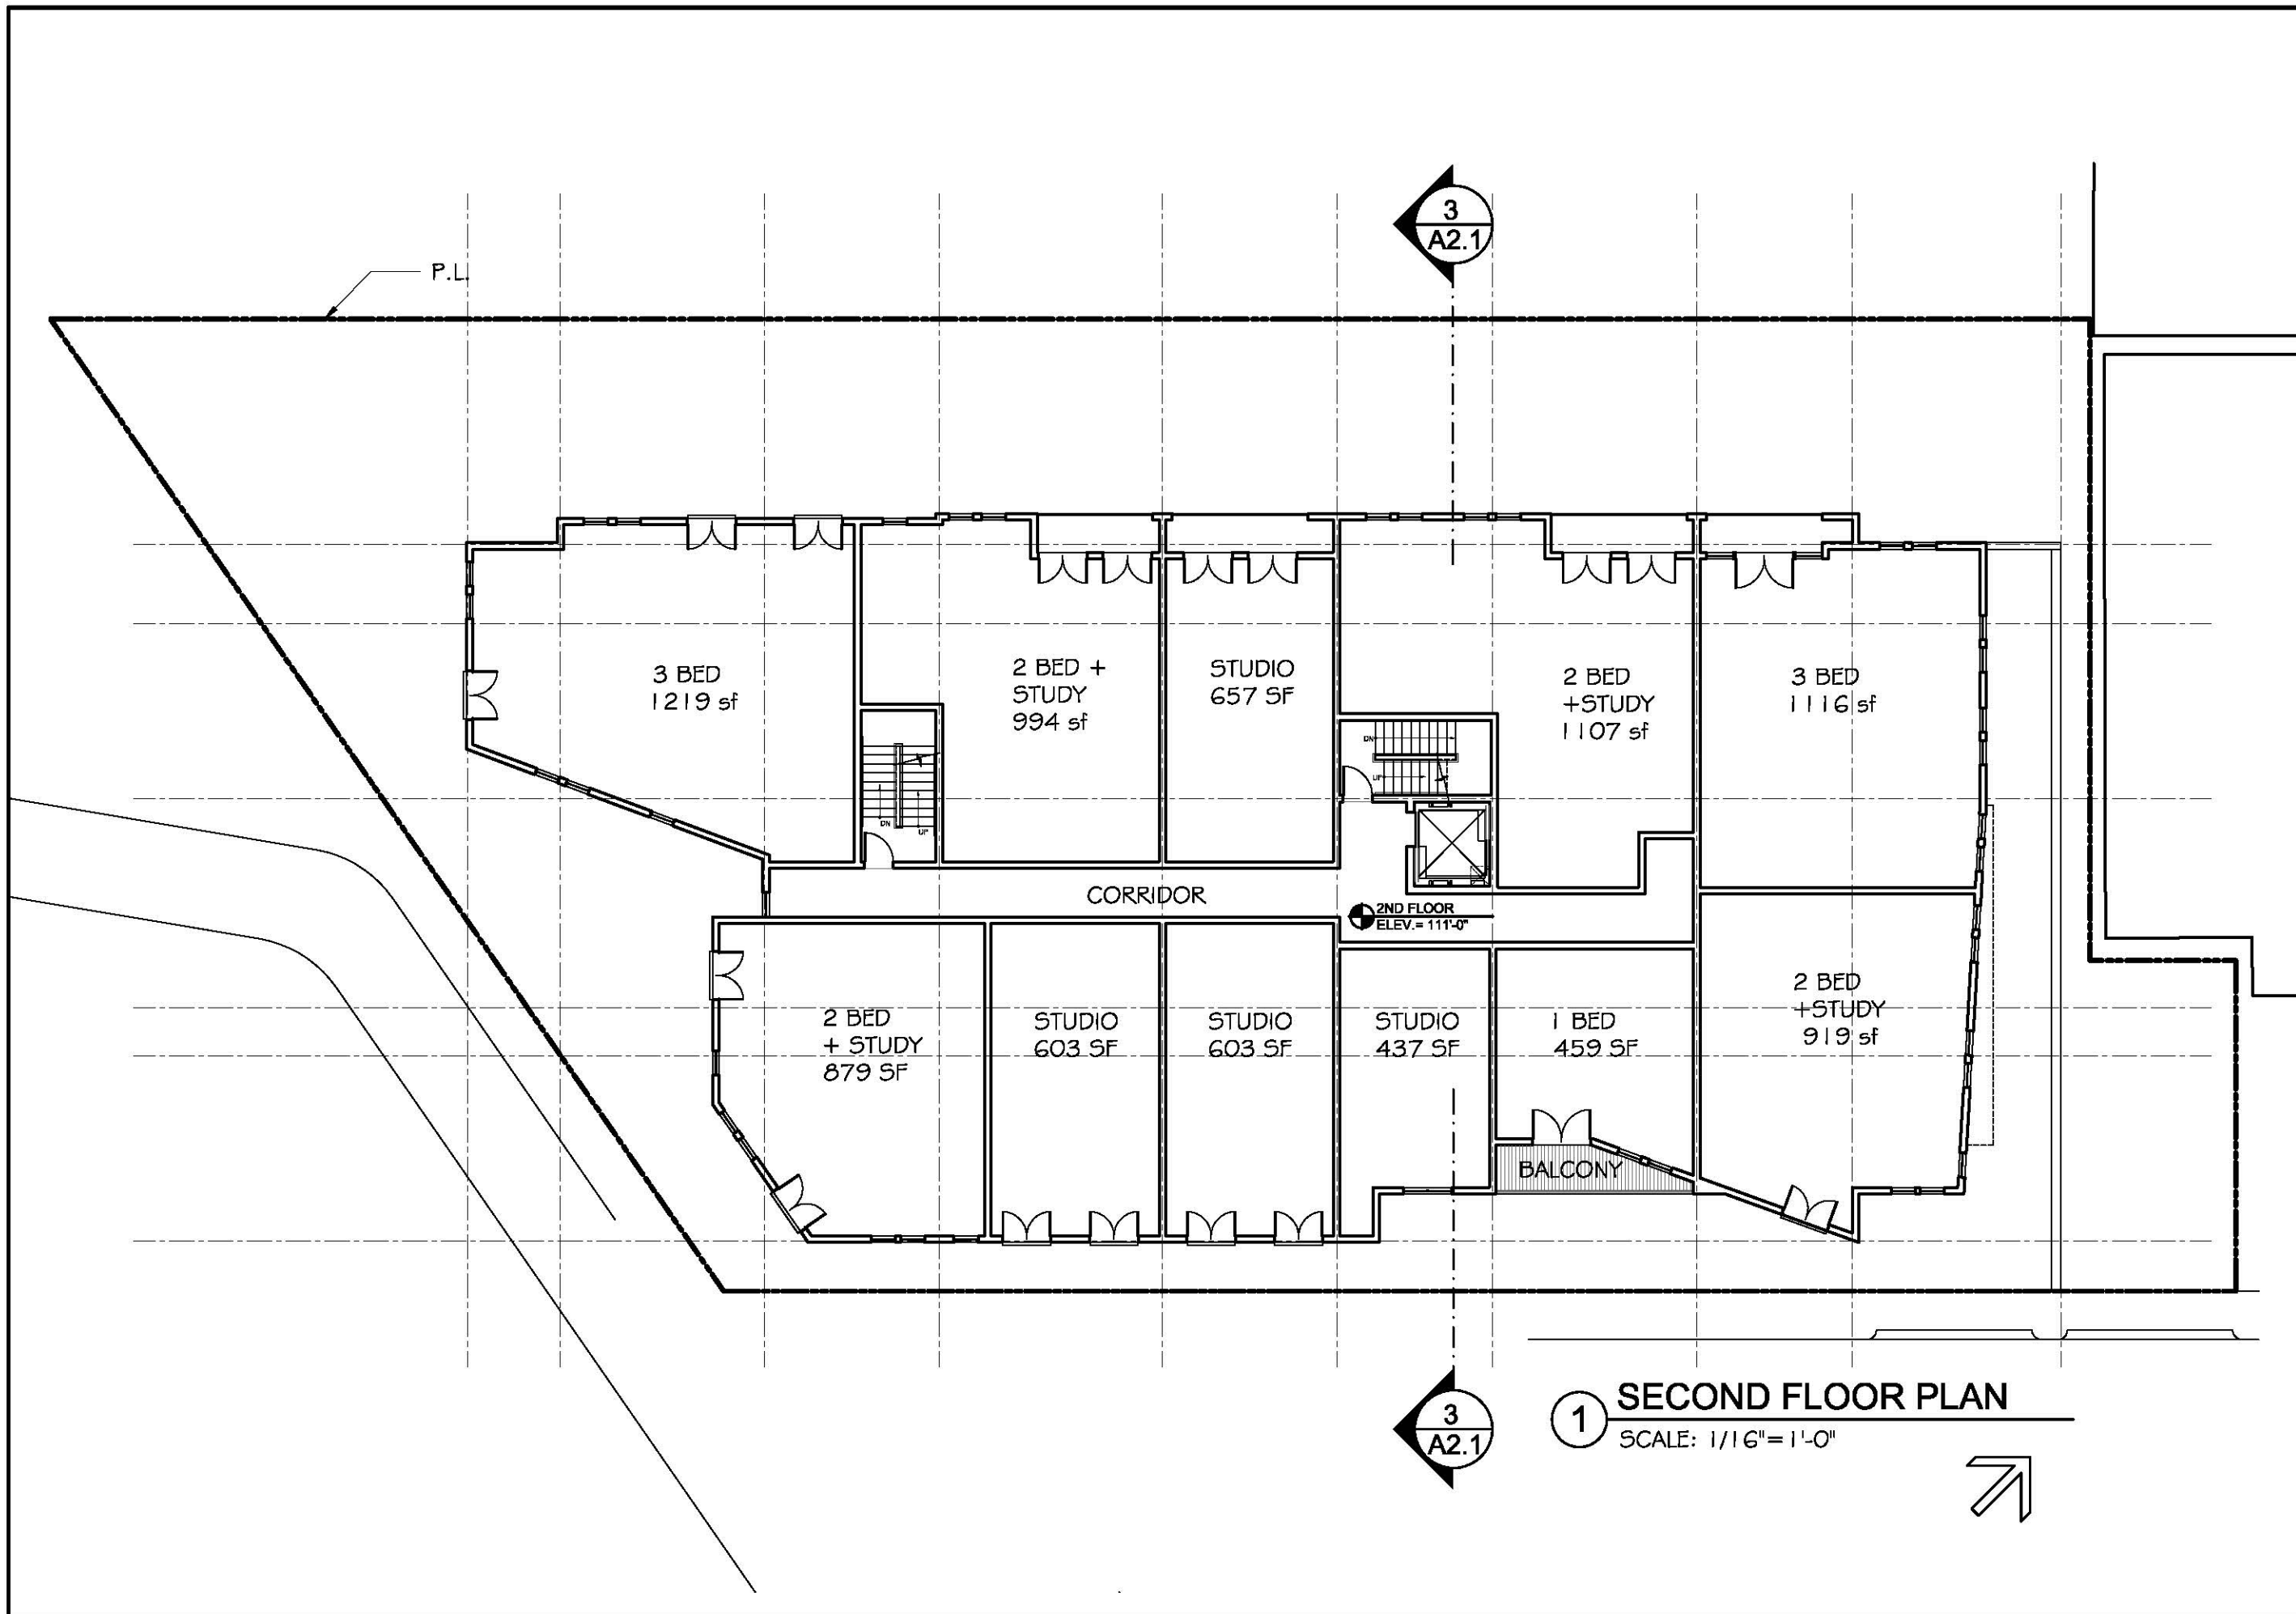 3
A2.1
P.L.
3 BED
1219 sf
2 BED +
STUDY
994 sf
STUDIO
657 SF
2 BED
+STUDY
1107 sf
3 BED
1116 sf
DN
UP
DN
UP
CORRIDOR
2ND FLOOR
ELEV.= 111'-0"
2 BED
+ STUDY
879 SF
STUDIO
603 SF
STUDIO
603 SF
STUDIO
437 SF
1 BED
459 SF
2 BED
+STUDY
919 sf
BALCONY
3
A2.1
1
SECOND FLOOR PLAN
SCALE: 1/16"=1'-0"